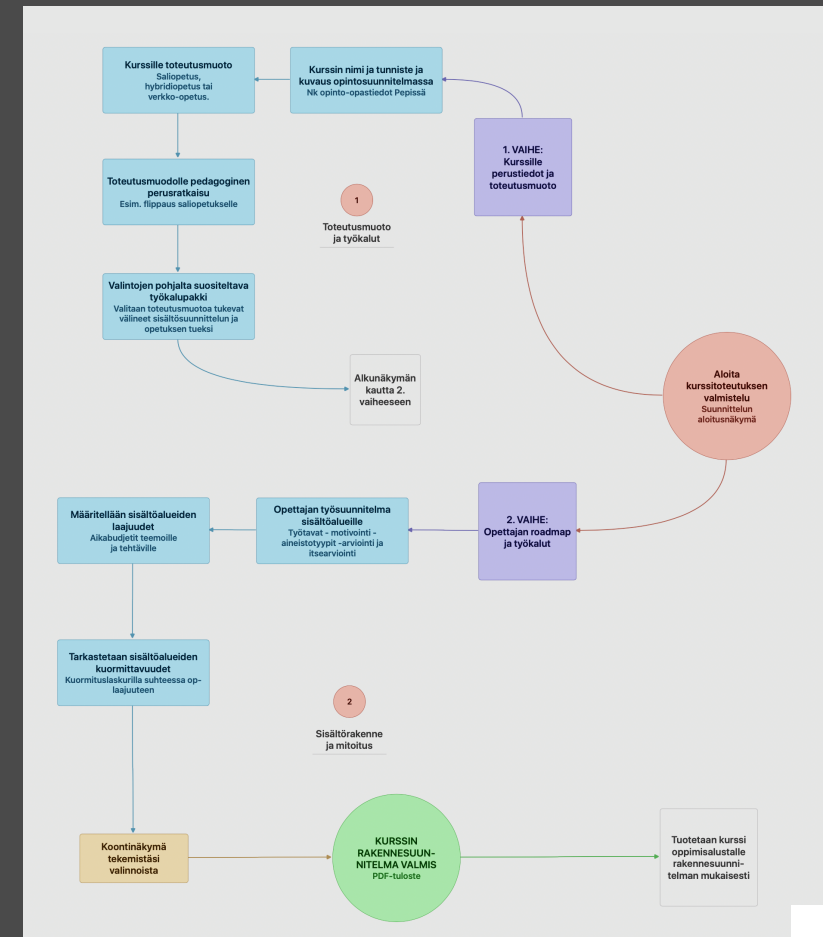 Kurssille toteutusmuoto
Saliopetus,
hybridiopetus tai
verkko-opetus.
Kurssin nimi ja tunniste ja
kuvaus opintosuunnitelmassa
Nk opinto-opastiedot Pepissä
1. VAIHE:
Kurssille
perustiedot ja
toteutusmuoto
Toteutusmuodolle pedagoginen
perusratkaisu
Esim. flippaus saliopetukselle
1
Toteutusmuoto
ja työkalut
Valintojen pohjalta suositeltava
työkalupakki
Valitaan toteutusmuotoa tukevat
välineet sisältösuunnittelun ja
opetuksen tueksi
Alkunäkymän
kautta 2.
vaiheeseen
Aloita
kurssitoteutuksen
valmistelu
Suunnittelun
aloitusnäkymä
Määritellään sisältöalueiden
laajuudet
Aikabudjetit teemoille
ja tehtäville
Opettajan työsuunnitelma
sisältöalueille
Työtavat - motivointi -
aineistotyypit -arviointi ja
itsearviointi
2. VAIHE:
Opettajan roadmap
ja työkalut
Tarkastetaan sisältöalueiden
kuormittavuudet
Kuormituslaskurilla suhteessa op-
laajuuteen
2
Sisältörakenne
ja mitoitus
Koontinäkymä
tekemistäsi
valinnoista
KURSSIN
RAKENNESUUN-
NITELMA VALMIS
PDF-tuloste
Tuotetaan kurssi
oppimisalustalle
rakennesuunni-
telman mukaisesti